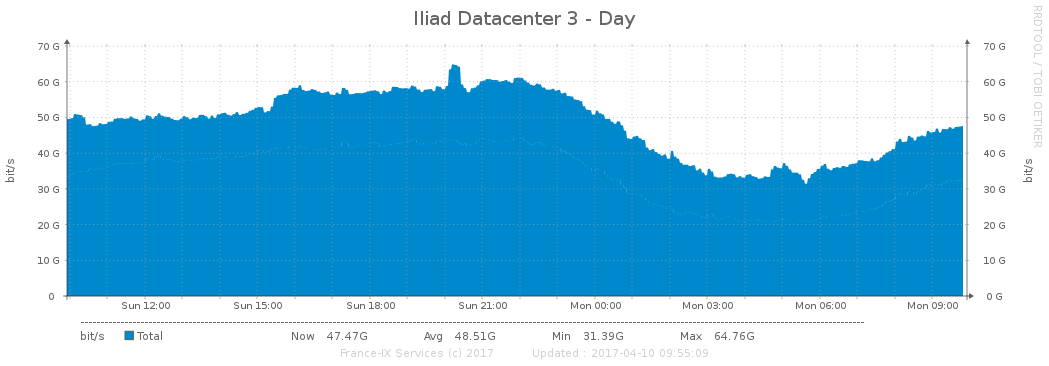 Iliad Datacenter 3 - Day
RRDTOOL / TOBI OETIKER
70 G 70 G
60 G 60 G
50 G 50 G
40 G 40 G
30 G 30 G
20 G 20 G
10 G 10 G
0 0 G
bit/s bit/s
Sun 12:00 Sun 15:00 Sun 18:00 Sun 21:00 Mon 00:00 Mon 03:00 Mon 06:00 Mon 09:00
bit/s Total Now 47.47G Avg 48.51G Min 31.39G Max 64.76G
France-IX Services (c) 2017 Updated : 2017-04-10 09:55:09